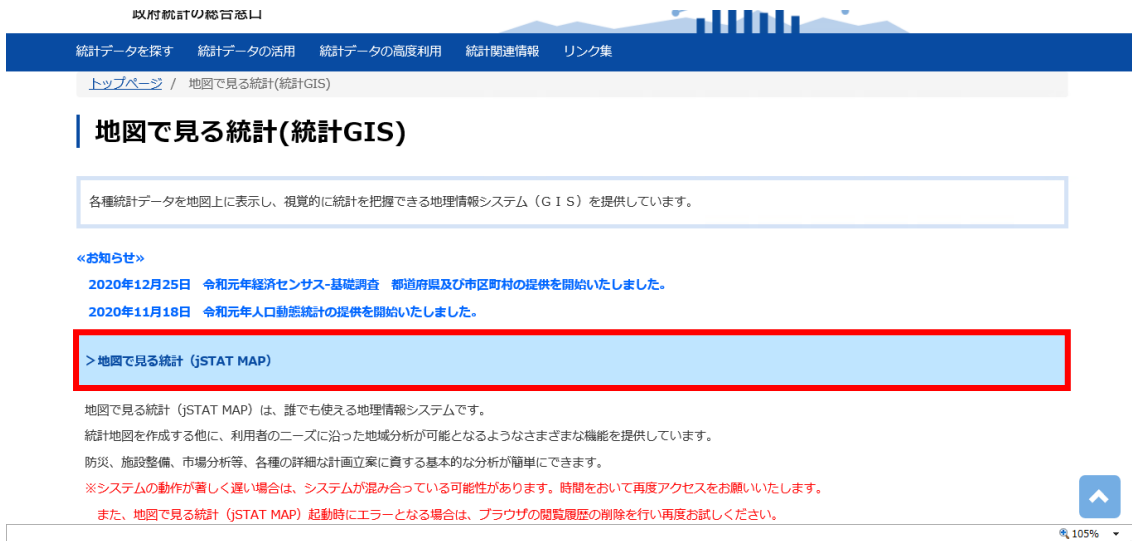 政府統計の総合窓口
統計データを探す 統計データの活用 統計データの高度利用 統計関連情報 リンク集
トップページ / 地図で見る統計(統計GIS)
地図で見る統計(統計GIS)
各種統計データを地図上に表示し、視覚的に統計を把握できる地理情報システム（ＧＩＳ）を提供しています。
≪お知らせ≫
2020年12月25日 令和元年経済センサス‐基礎調査 都道府県及び市区町村の提供を開始いたしました。
2020年11月18日 令和元年人口動態統計の提供を開始いたしました。
＞地図で見る統計（jSTAT MAP）
地図で見る統計（jSTAT MAP）は、誰でも使える地理情報システムです。
統計地図を作成する他に、利用者のニーズに沿った地域分析が可能となるようなさまざまな機能を提供しています。
防災、施設整備、市場分析等、各種の詳細な計画立案に資する基本的な分析が簡単にできます。
※システムの動作が著しく遅い場合は、システムが混み合っている可能性があります。時間をおいて再度アクセスをお願いいたします。
また、地図で見る統計（jSTAT MAP）起動時にエラーとなる場合は、ブラウザの閲覧履歴の削除を行い再度お試しください。
105%